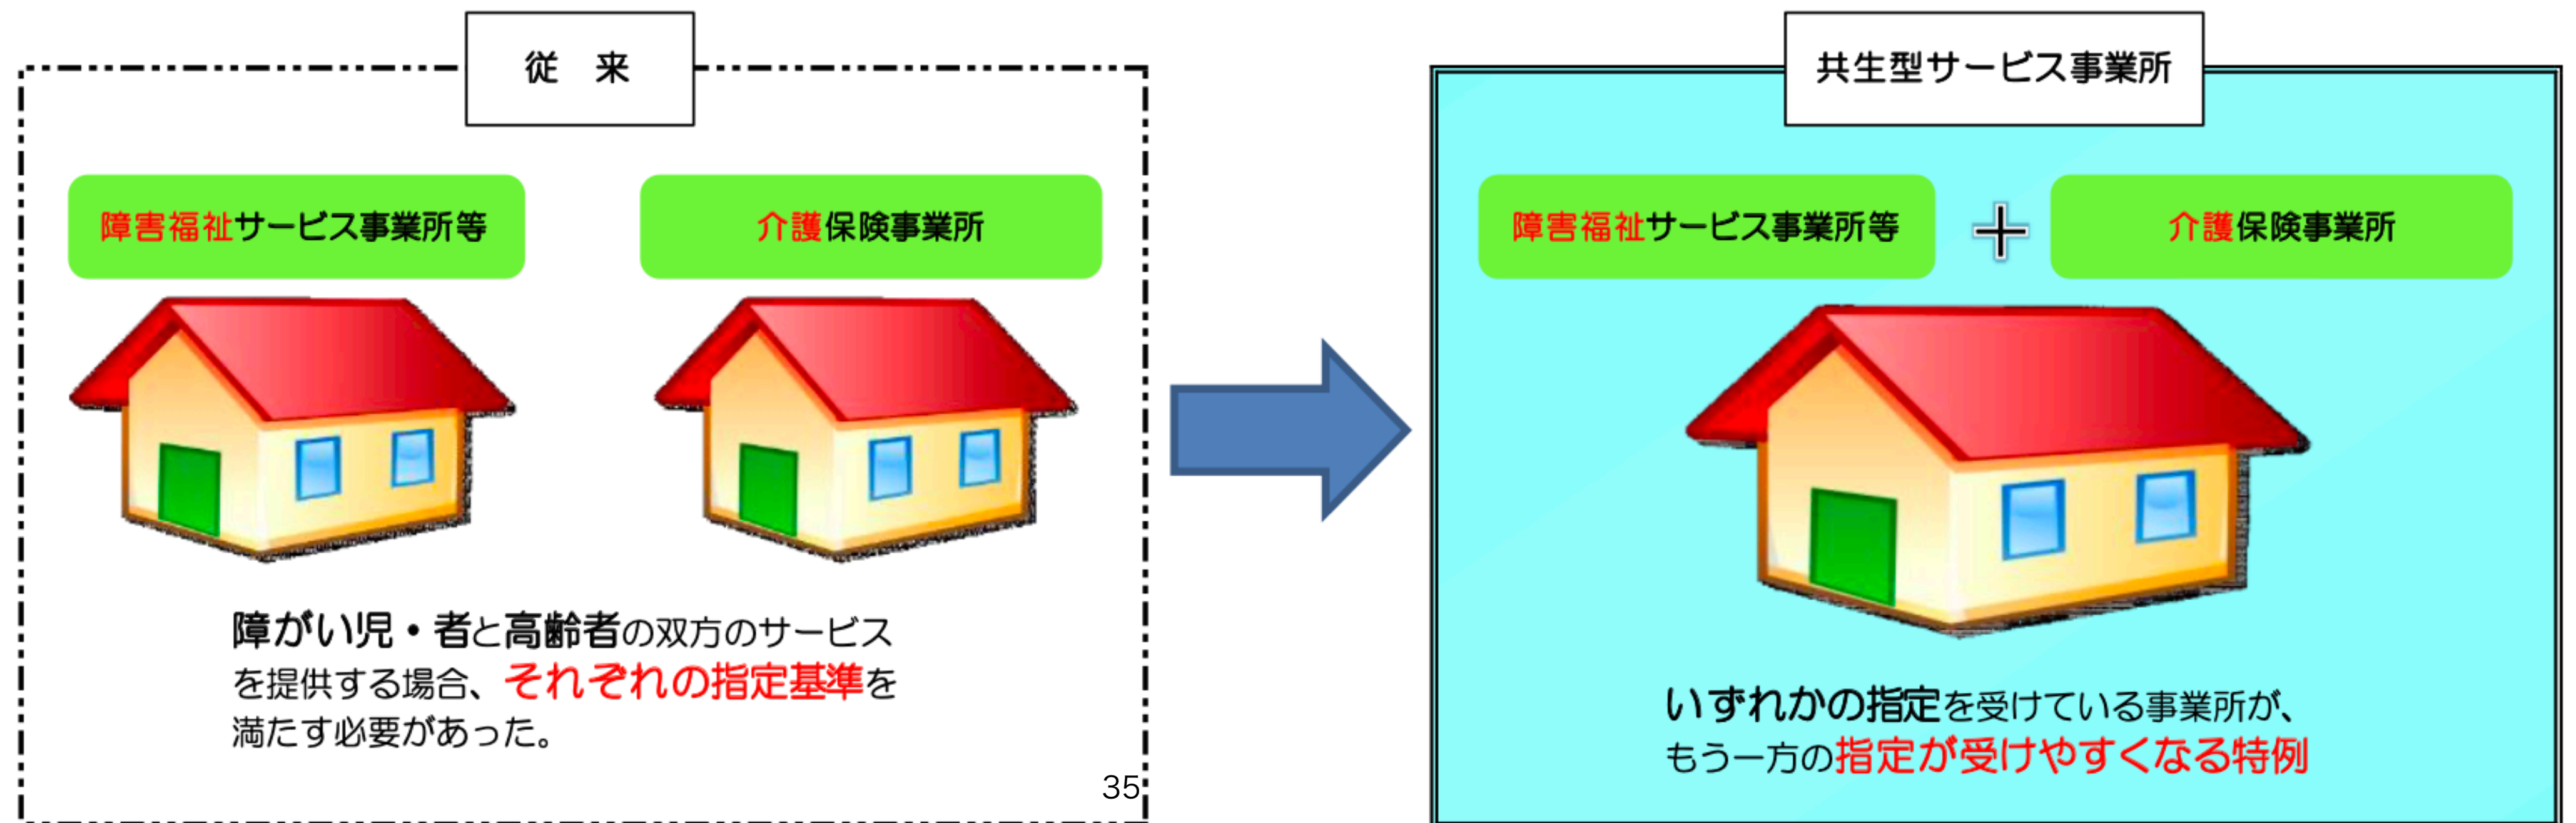 従　来
障害福祉サービス事業所等
介護保険事業所
障がい児・者と高齢者の双方のサービス
を提供する場合、それぞれの指定基準を
満たす必要があった。
35
共生型サービス事業所
障害福祉サービス事業所等
+
介護保険事業所
いずれかの指定を受けている事業所が、
もう一方の指定が受けやすくなる特例